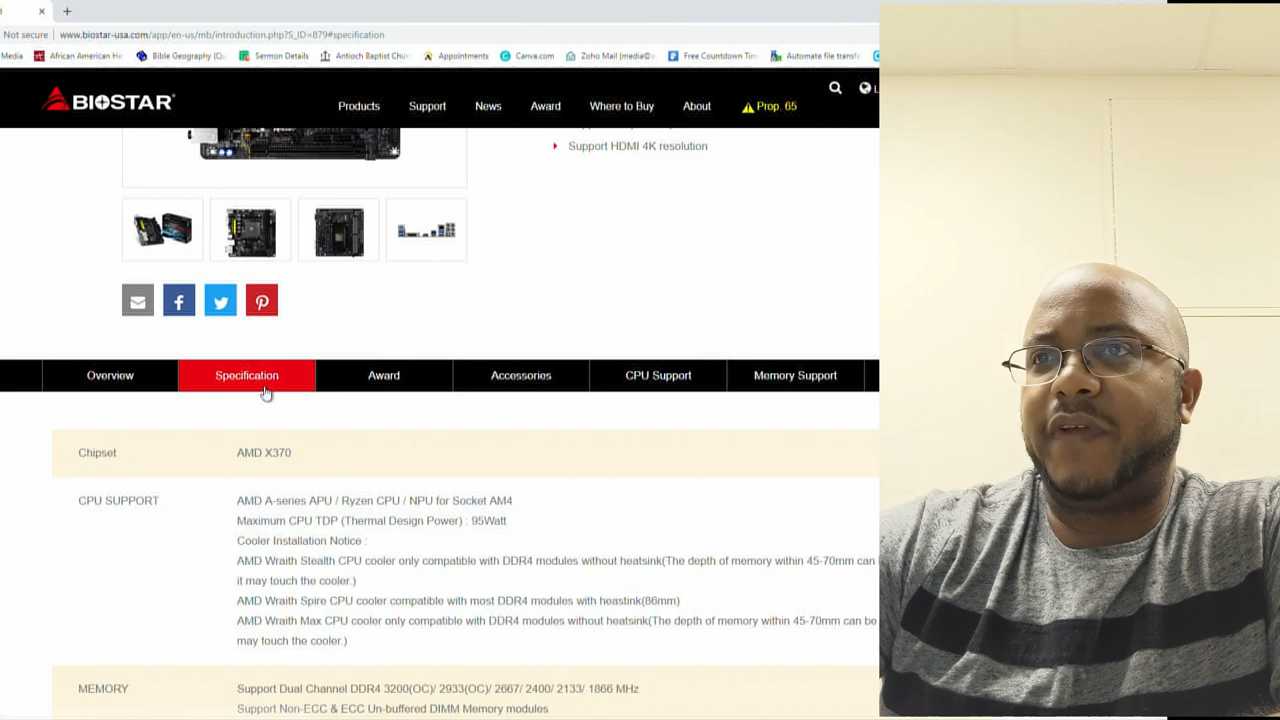 Not secure www.biostar-usa.com/app/en-us/mb/introduction.php?S_ID=879#specification
Media African American He Bible Geography (Qu Sermon Details Antioch Baptist Chu Appointments Canva.com Zoho Mail (media@v Free Countdown Tim Automate file transfe
BIOSTAR Products Support News Award Where to Buy About Prop. 65 L
Support HDMI 4K resolution
Overview Specification Award Accessories CPU Support Memory Support
Chipset AMD X370
CPU SUPPORT AMD A-series APU / Ryzen CPU / NPU for Socket AM4
Maximum CPU TDP (Thermal Design Power) : 95Watt
Cooler Installation Notice :
AMD Wraith Stealth CPU cooler only compatible with DDR4 modules without heatsink(The depth of memory within 45-70mm can
it may touch the cooler.)
AMD Wraith Spire CPU cooler compatible with most DDR4 modules with heastink(86mm)
AMD Wraith Max CPU cooler only compatible with DDR4 modules without heatsink(The depth of memory within 45-70mm can be
may touch the cooler.)
MEMORY Support Dual Channel DDR4 3200(OC)/ 2933(OC)/ 2667/ 2400/ 2133/ 1866 MHz
Support Non-ECC & ECC Un-buffered DIMM Memory modules